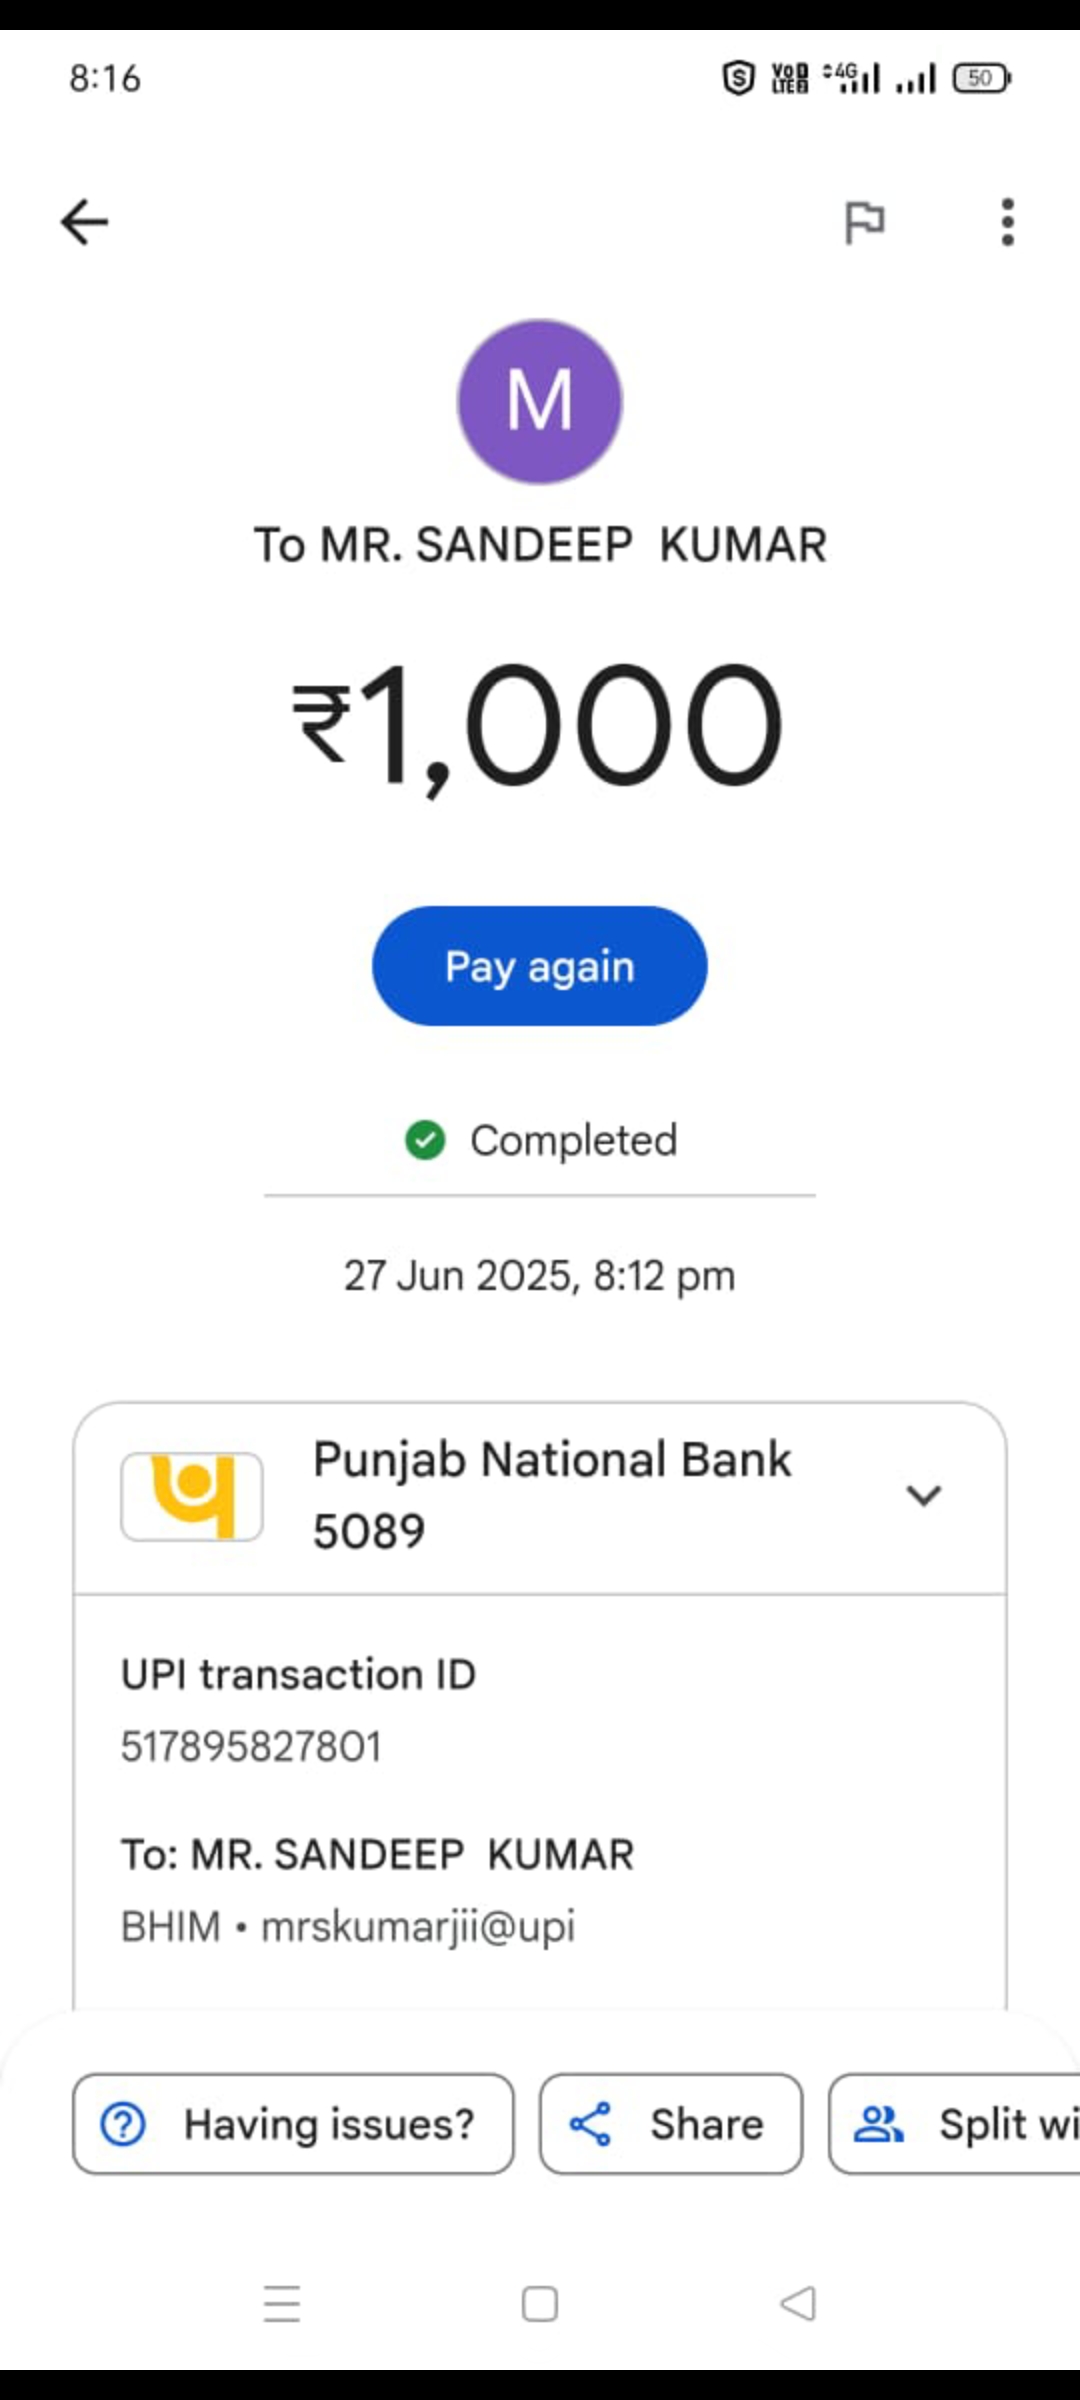 8:16
VoD LTE2 4G 50
M
To MR. SANDEEP KUMAR
₹1,000
Pay again
Completed
27 Jun 2025, 8:12 pm
Punjab National Bank
5089
UPI transaction ID
517895827801
To: MR. SANDEEP KUMAR
BHIM • mrskumarjii@upi
Having issues?
Share
Split wi